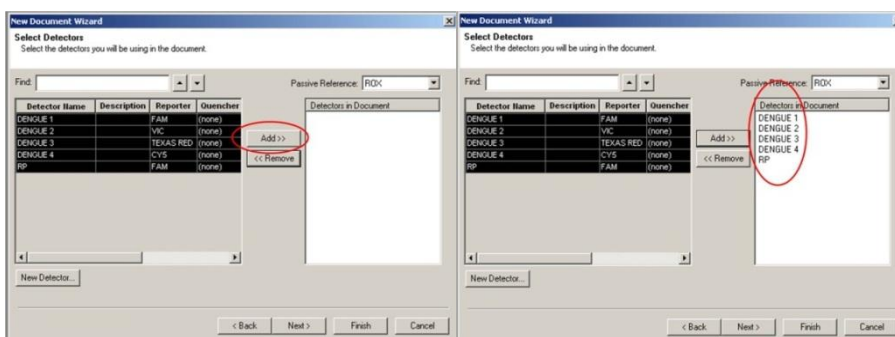 New Document Wizard
Select Detectors
Select the detectors you will be using in the document.
Find:
Passive Reference: ROX
Detector Name Description Reporter Quencher
DENGUE 1 FAM (none)
DENGUE 2 VIC (none)
DENGUE 3 TEXAS RED (none)
DENGUE 4 CY5 (none)
RP FAM (none)
Add >>
<< Remove
Detectors in Document
New Detector...
< Back Next > Finish Cancel
New Document Wizard
Select Detectors
Select the detectors you will be using in the document.
Find:
Passive Reference: ROX
Detector Name Description Reporter Quencher
DENGUE 1 FAM (none)
DENGUE 2 VIC (none)
DENGUE 3 TEXAS RED (none)
DENGUE 4 CY5 (none)
RP FAM (none)
Add >>
<< Remove
Detectors in Document
DENGUE 1
DENGUE 2
DENGUE 3
DENGUE 4
RP
New Detector...
< Back Next > Finish Cancel